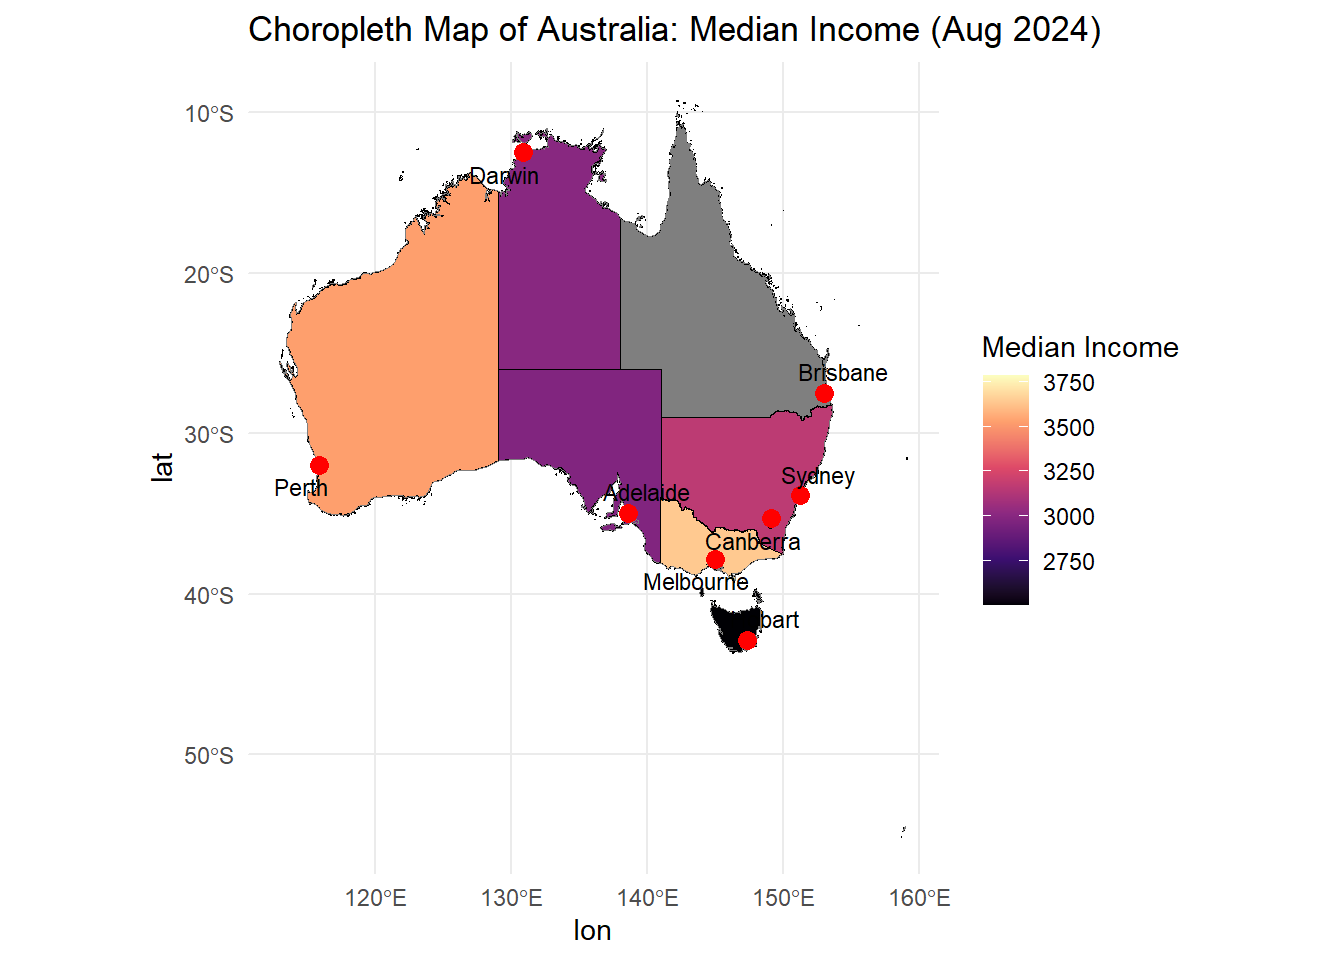 Choropleth Map of Australia: Median Income (Aug 2024)
10°S
20°S
30°S
40°S
50°S
lat
Darwin
Brisbane
Perth
Adelaide
Sydney
Canberra
Melbourne
bart
120°E
130°E
140°E
150°E
160°E
lon
Median Income
3750
3500
3250
3000
2750